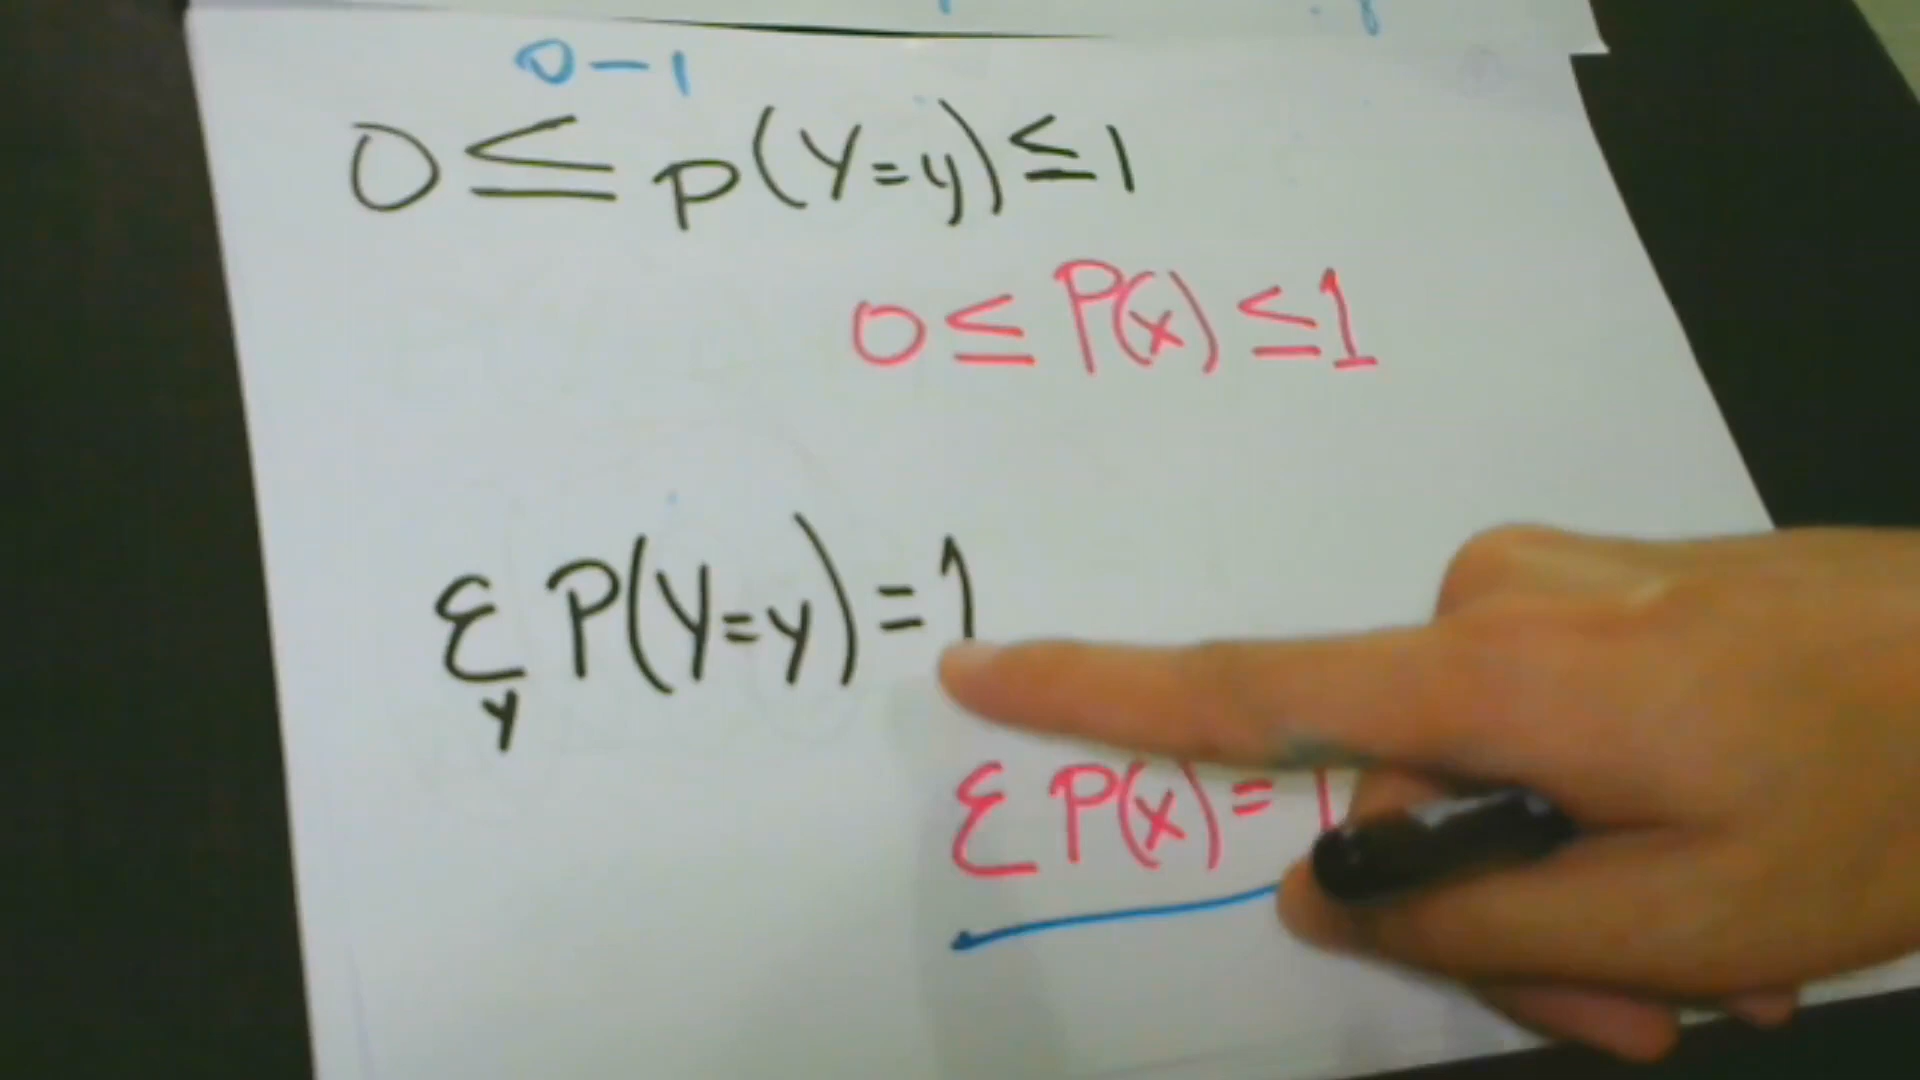 0 – 1
0 ≤ p(Y=y) ≤ 1
0 ≤ P(x) ≤ 1
Σ P(Y=y) = 1
y
Σ P(x) = 1